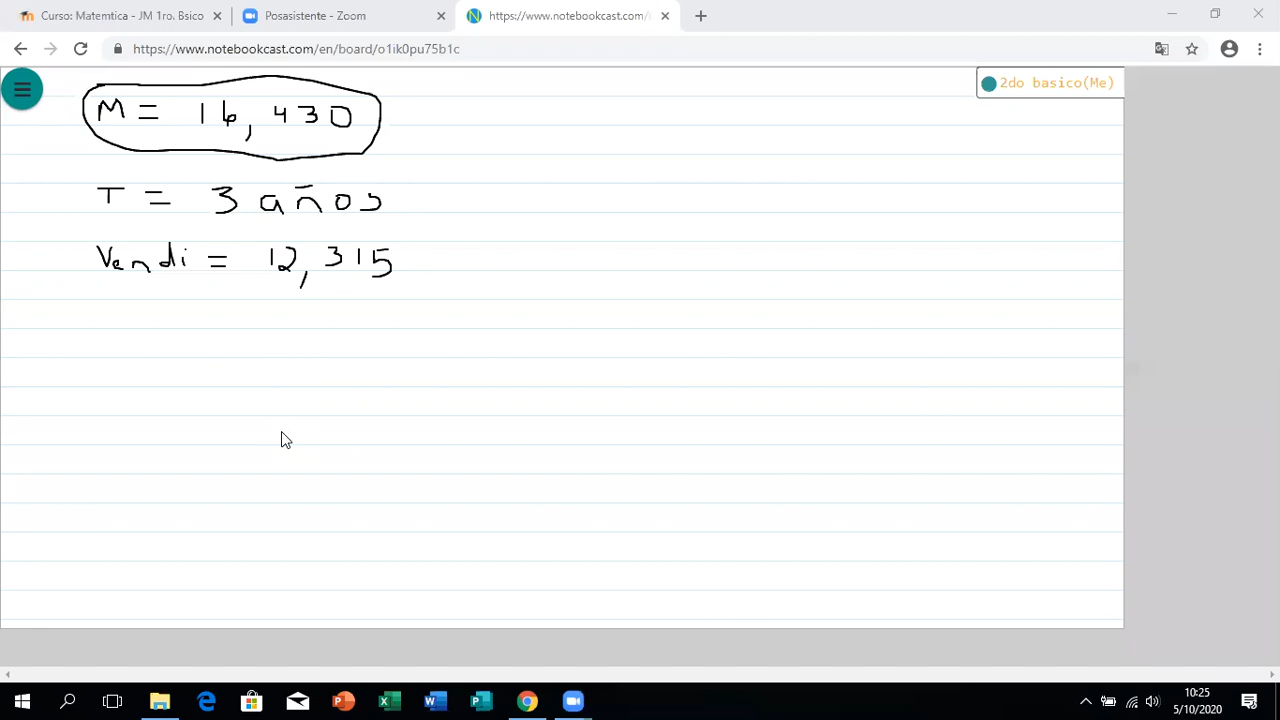 Curso: Matemtica - JM 1ro. Bsico
Posasistente - Zoom
https://www.notebookcast.com/en/
https://www.notebookcast.com/en/board/o1ik0pu75b1c
2do basico(Me)
M = 16,430
T = 3 años
Vendi = 12,315
10:25
5/10/2020